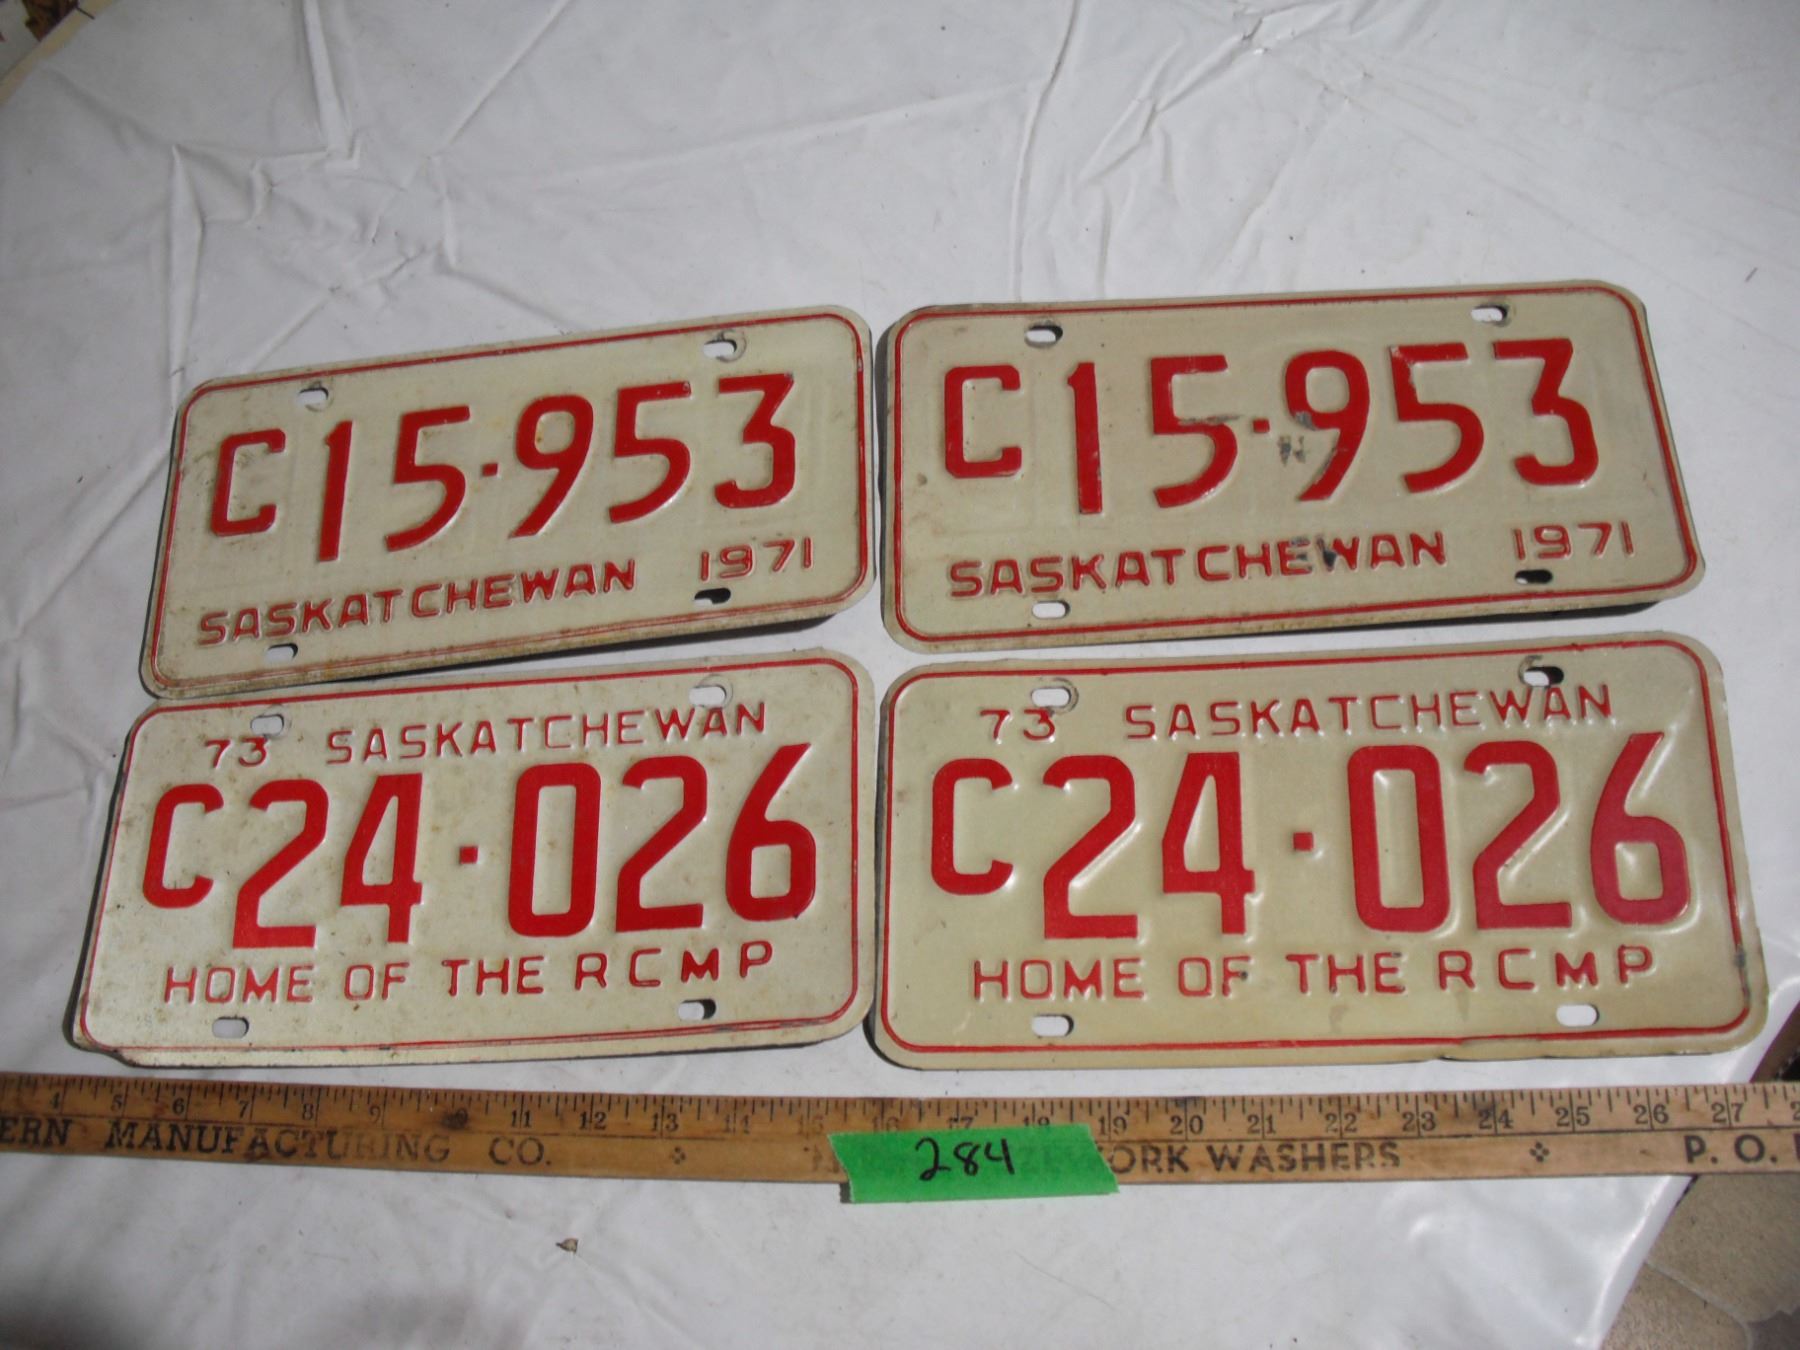 C15·953
SASKATCHEWAN 1971
C15·953
SASKATCHEWAN 1971
73 SASKATCHEWAN
C24·026
HOME OF THE RCMP
73 SASKATCHEWAN
C24·026
HOME OF THE RCMP
4 5 6 7 8 9 10 11 12 13 14 15 16 17 18 19 20 21 22 23 24 25 26 27
ERN MANUFACTURING CO. ORK WASHERS P. O.
284